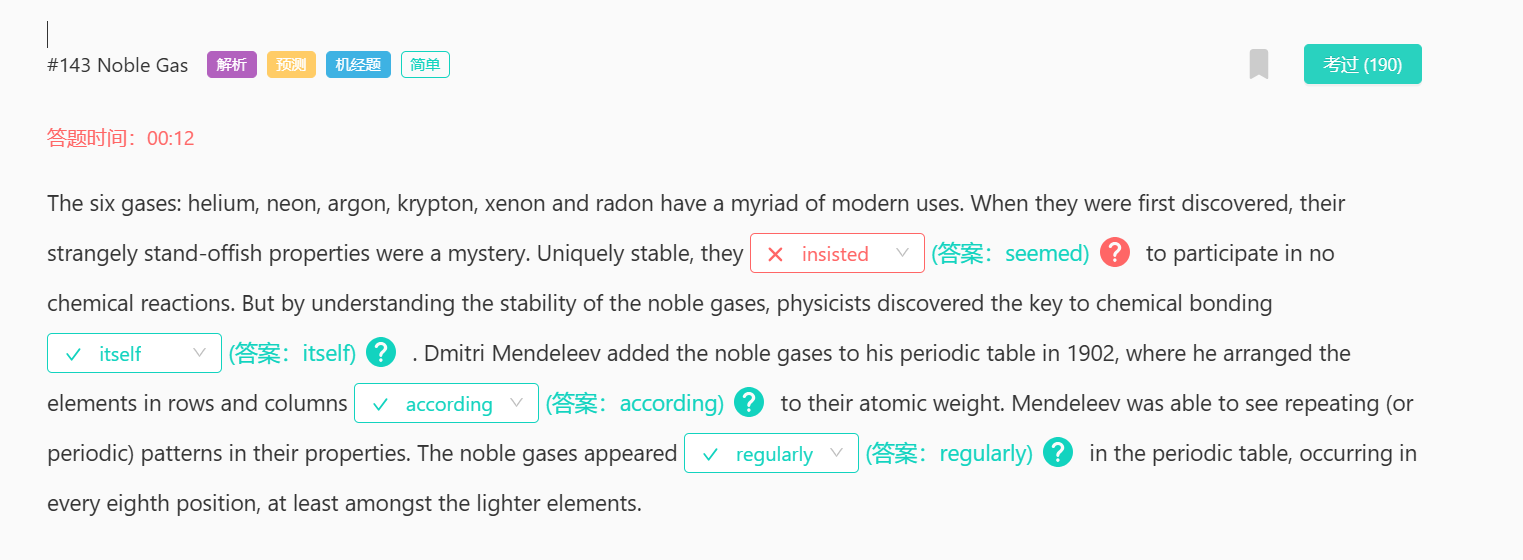 #143 Noble Gas 解析 预测 机经题 简单 考过 (190)
答题时间：00:12
The six gases: helium, neon, argon, krypton, xenon and radon have a myriad of modern uses. When they were first discovered, their
strangely stand-offish properties were a mystery. Uniquely stable, they insisted (答案：seemed) ? to participate in no
chemical reactions. But by understanding the stability of the noble gases, physicists discovered the key to chemical bonding
itself (答案：itself) ? . Dmitri Mendeleev added the noble gases to his periodic table in 1902, where he arranged the
elements in rows and columns according (答案：according) ? to their atomic weight. Mendeleev was able to see repeating (or
periodic) patterns in their properties. The noble gases appeared regularly (答案：regularly) ? in the periodic table, occurring in
every eighth position, at least amongst the lighter elements.